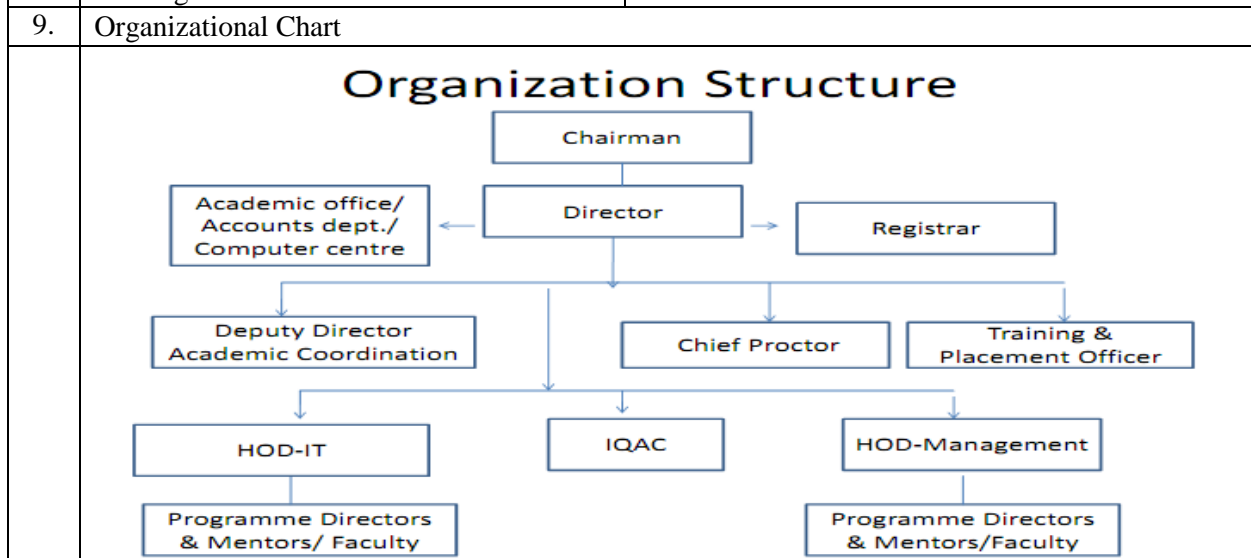 9. Organizational Chart
Organization Structure
Chairman
Academic office/
Accounts dept./
Computer centre
Director
Registrar
Deputy Director
Academic Coordination
Chief Proctor
Training &
Placement Officer
HOD-IT
IQAC
HOD-Management
Programme Directors
& Mentors/ Faculty
Programme Directors
& Mentors/Faculty